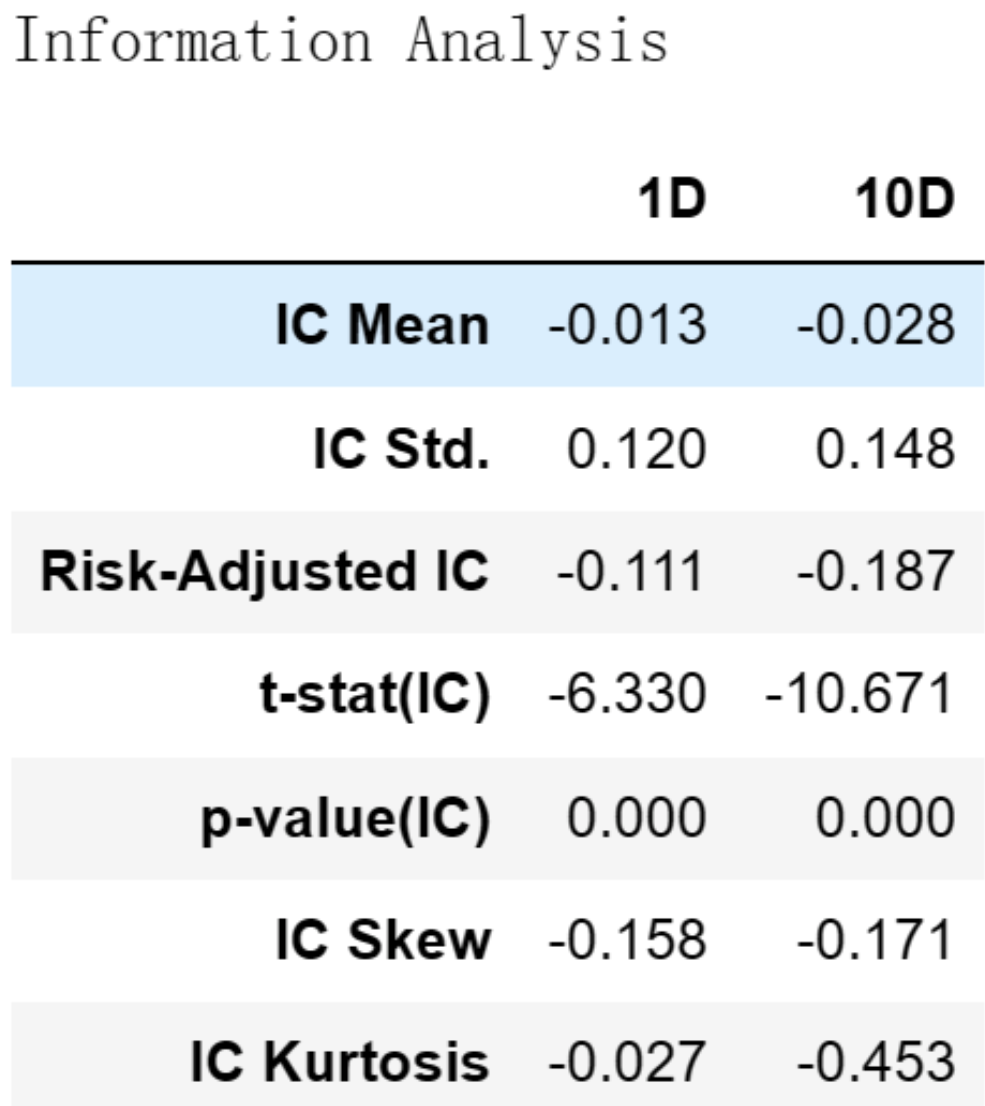 Information Analysis
1D 10D
IC Mean -0.013 -0.028
IC Std. 0.120 0.148
Risk-Adjusted IC -0.111 -0.187
t-stat(IC) -6.330 -10.671
p-value(IC) 0.000 0.000
IC Skew -0.158 -0.171
IC Kurtosis -0.027 -0.453